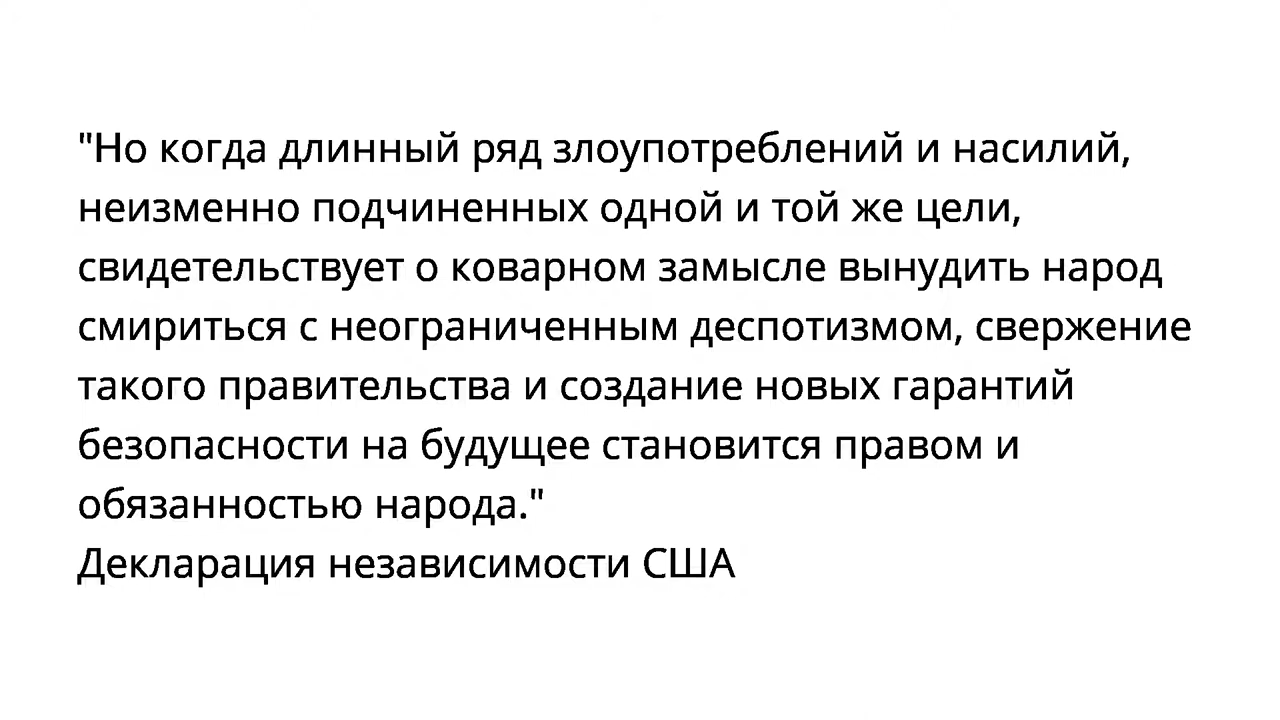 "Но когда длинный ряд злоупотреблений и насилий,
неизменно подчиненных одной и той же цели,
свидетельствует о коварном замысле вынудить народ
смириться с неограниченным деспотизмом, свержение
такого правительства и создание новых гарантий
безопасности на будущее становится правом и
обязанностью народа."
Декларация независимости США